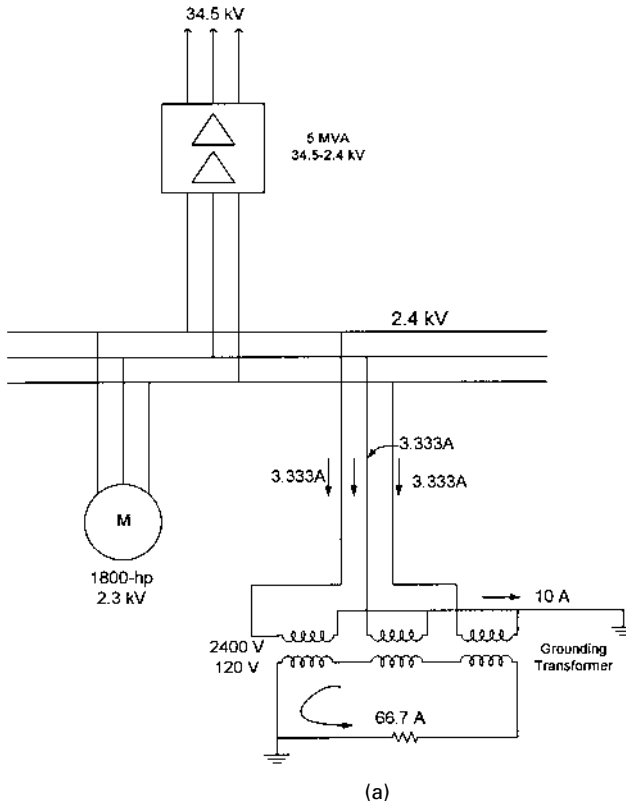 34.5 kV
5 MVA
34.5-2.4 kV
2.4 kV
3.333A
3.333A
3.333A
M
1800-hp
2.3 kV
10 A
2400 V
120 V
Grounding
Transformer
66.7 A
(a)